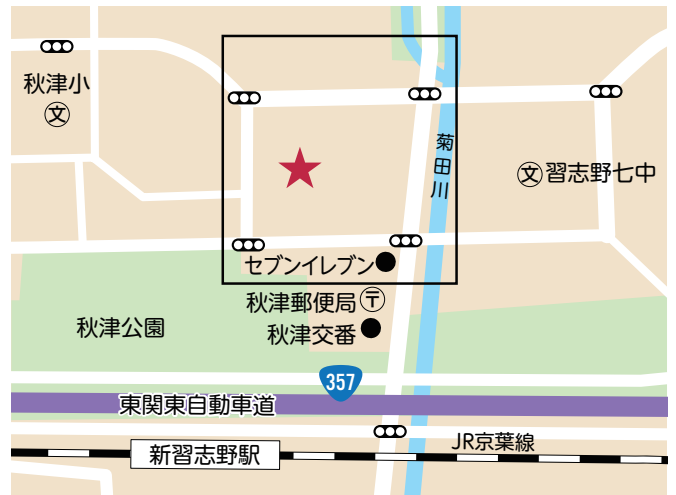 秋津小
文
菊田川
文 習志野七中
セブンイレブン
秋津郵便局 〒
秋津交番
秋津公園
357
東関東自動車道
JR京葉線
新習志野駅